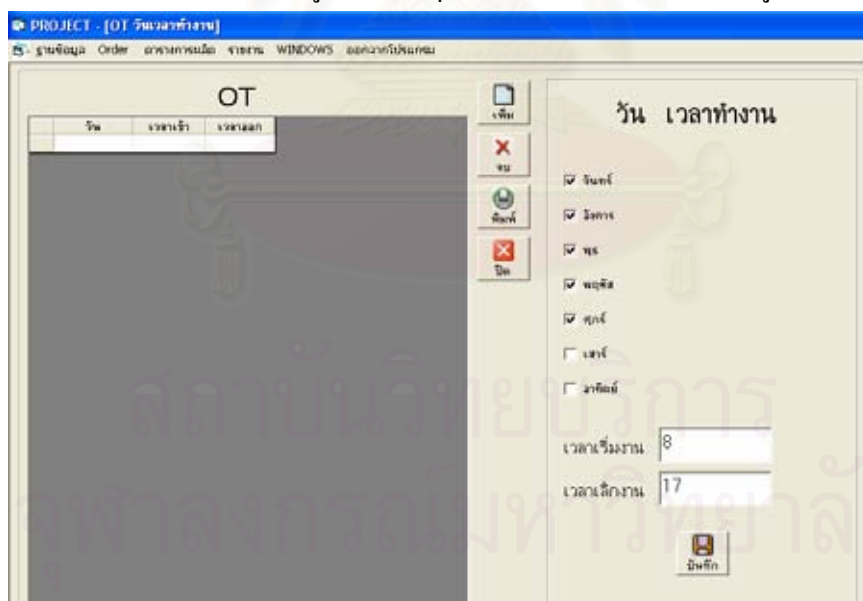 PROJECT - [OT วันเวลาทำงาน]
ฐานข้อมูล Order ตารางการผลิต รายงาน WINDOWS ออกจากโปรแกรม
OT
วัน เวลาเข้า เวลาออก
เพิ่ม
ลบ
พิมพ์
ปิด
วัน เวลาทำงาน
จันทร์
อังคาร
พุธ
พฤหัส
ศุกร์
เสาร์
อาทิตย์
เวลาเริ่มงาน 8
เวลาเลิกงาน 17
บันทึก
สถาบันวิทยบริการ
จุฬาลงกรณ์มหาวิทยาลั